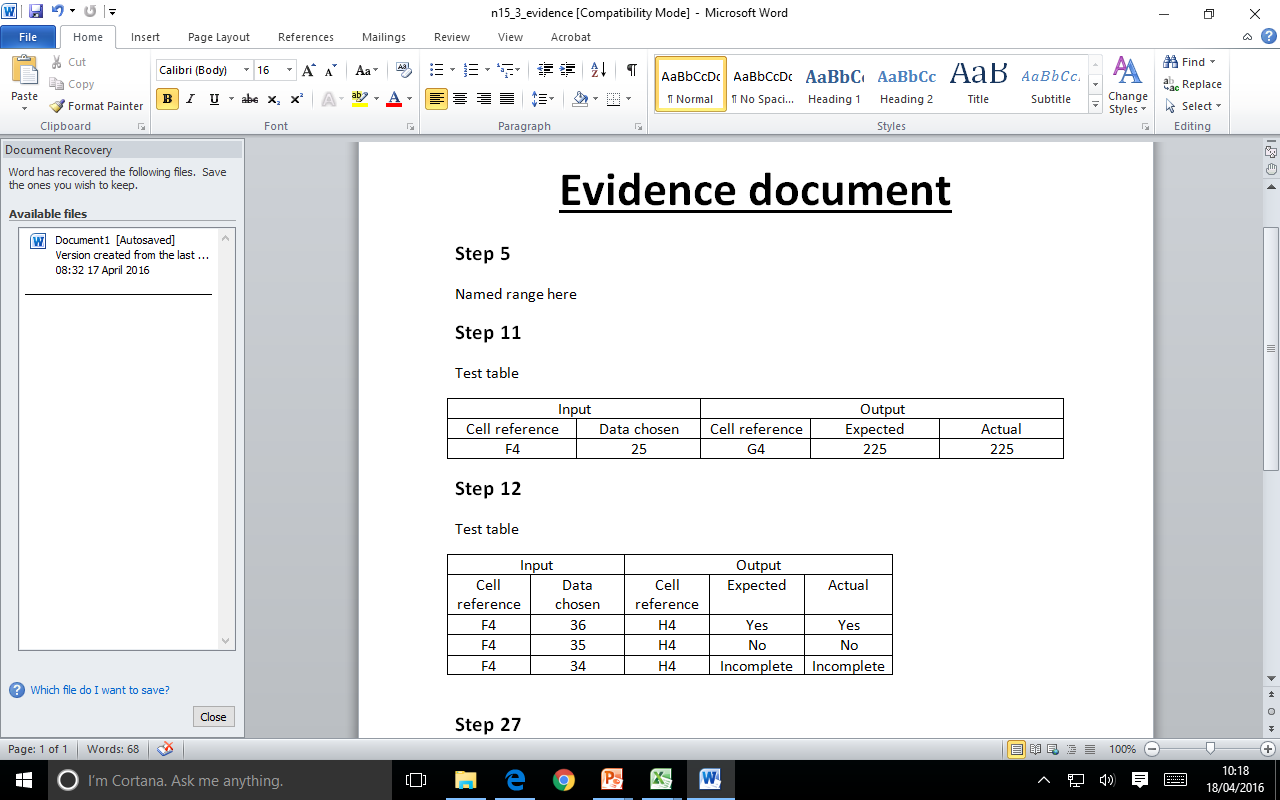 n15_3_evidence [Compatibility Mode] - Microsoft Word
File Home Insert Page Layout References Mailings Review View Acrobat
Paste
Cut
Copy
Format Painter
Clipboard
Calibri (Body) 16
Font
Paragraph
AaBbCcDc
¶ Normal
AaBbCcDc
¶ No Spaci...
AaBbCc
Heading 1
AaBbCc
Heading 2
AaB
Title
AaBbCc.
Subtitle
Change Styles
Styles
Find
Replace
Select
Editing
Document Recovery
Word has recovered the following files. Save
the ones you wish to keep.
Available files
Document1 [Autosaved]
Version created from the last ...
08:32 17 April 2016
Which file do I want to save?
Close
Evidence document
Step 5
Named range here
Step 11
Test table
Input Output
Cell reference Data chosen Cell reference Expected Actual
F4 25 G4 225 225
Step 12
Test table
Input Output
Cell reference Data chosen Cell reference Expected Actual
F4 36 H4 Yes Yes
F4 35 H4 No No
F4 34 H4 Incomplete Incomplete
Step 27
Page: 1 of 1 Words: 68
100%
I'm Cortana. Ask me anything.
10:18
18/04/2016